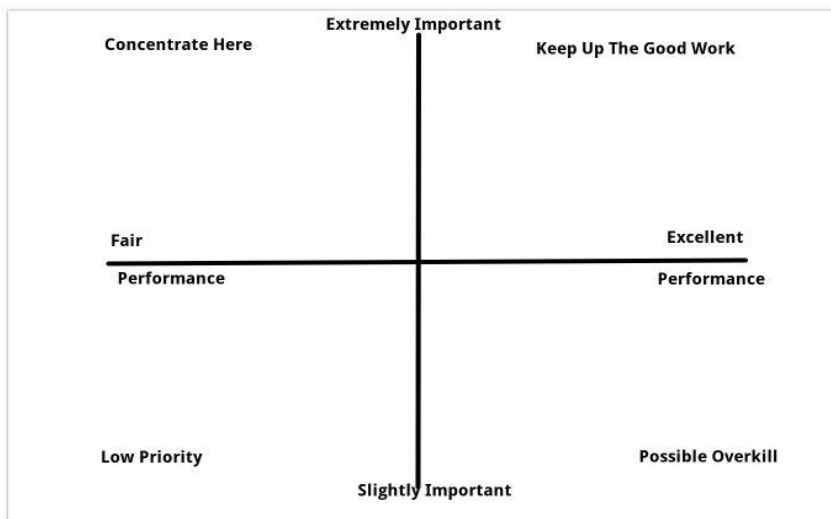 Extremely Important
Concentrate Here
Keep Up The Good Work
Fair
Excellent
Performance
Performance
Low Priority
Possible Overkill
Slightly Important